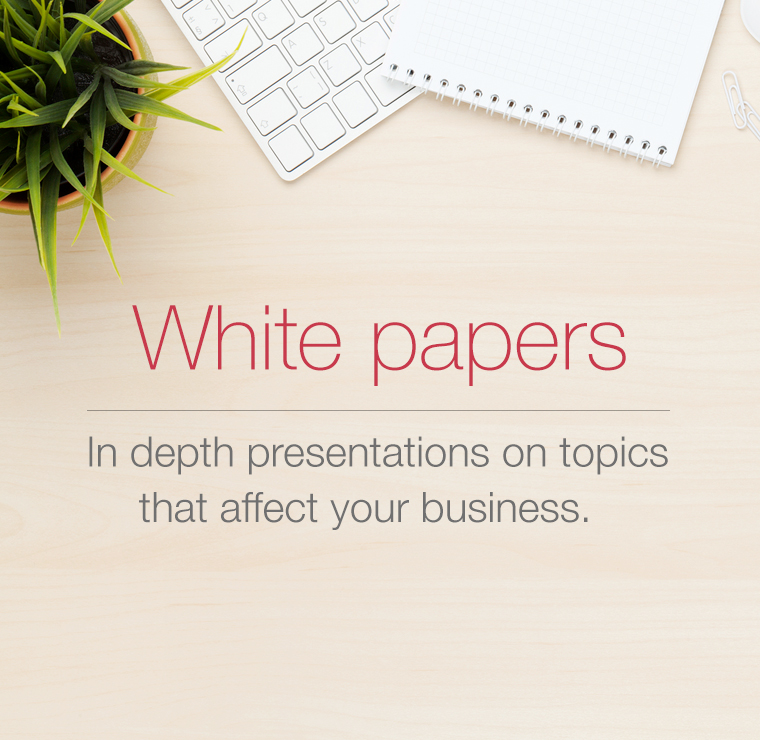 White papers
In depth presentations on topics
that affect your business.